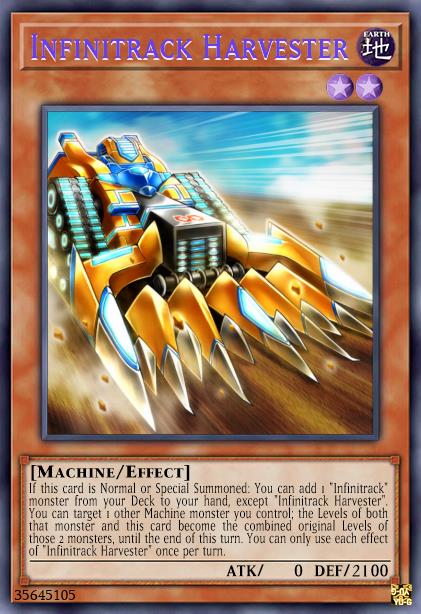 INFINITRACK HARVESTER
EARTH
地
[MACHINE/EFFECT]
If this card is Normal or Special Summoned: You can add 1 "Infinitrack"
monster from your Deck to your hand, except "Infinitrack Harvester".
You can target 1 other Machine monster you control; the Levels of both
that monster and this card become the combined original Levels of
those 2 monsters, until the end of this turn. You can only use each effect
of "Infinitrack Harvester" once per turn.
ATK/ 0 DEF/2100
35645105